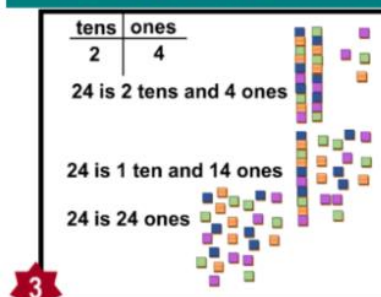 tens ones
2 4
24 is 2 tens and 4 ones
24 is 1 ten and 14 ones
24 is 24 ones
3